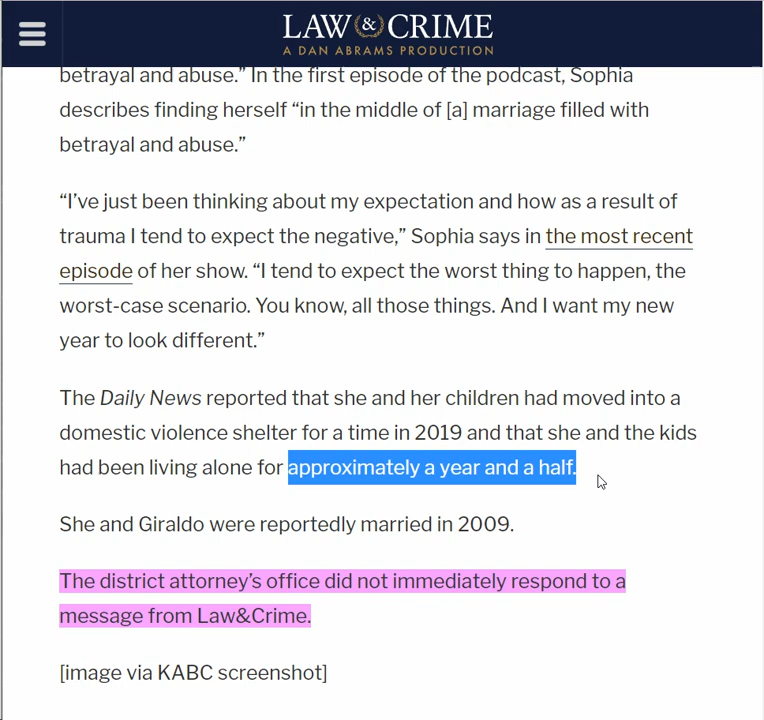 LAW & CRIME
A DAN ABRAMS PRODUCTION
betrayal and abuse.” In the first episode of the podcast, Sophia
describes finding herself “in the middle of [a] marriage filled with
betrayal and abuse.”
“I’ve just been thinking about my expectation and how as a result of
trauma I tend to expect the negative,” Sophia says in the most recent
episode of her show. “I tend to expect the worst thing to happen, the
worst-case scenario. You know, all those things. And I want my new
year to look different.”
The Daily News reported that she and her children had moved into a
domestic violence shelter for a time in 2019 and that she and the kids
had been living alone for approximately a year and a half.
She and Giraldo were reportedly married in 2009.
The district attorney’s office did not immediately respond to a
message from Law&Crime.
[image via KABC screenshot]